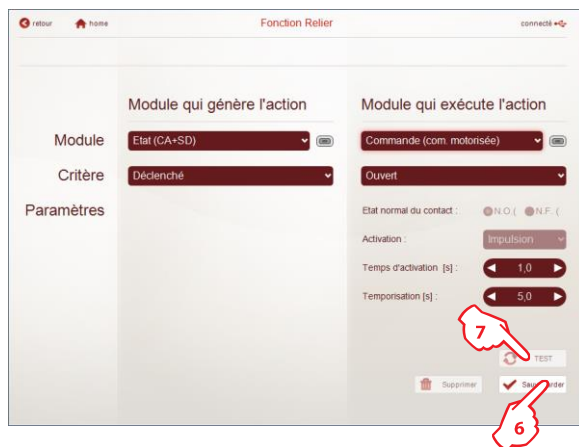 retour home Fonction Relier connecté
Module qui génère l'action Module qui exécute l'action
Module Etat (CA+SD) Commande (com. motorisée)
Critère Déclenché Ouvert
Paramètres Etat normal du contact : N.O. ( N.F. (
Activation : Impulsion
Temps d'activation [s] : 1,0
Temporisation [s] : 5,0
7
TEST
Supprimer
6